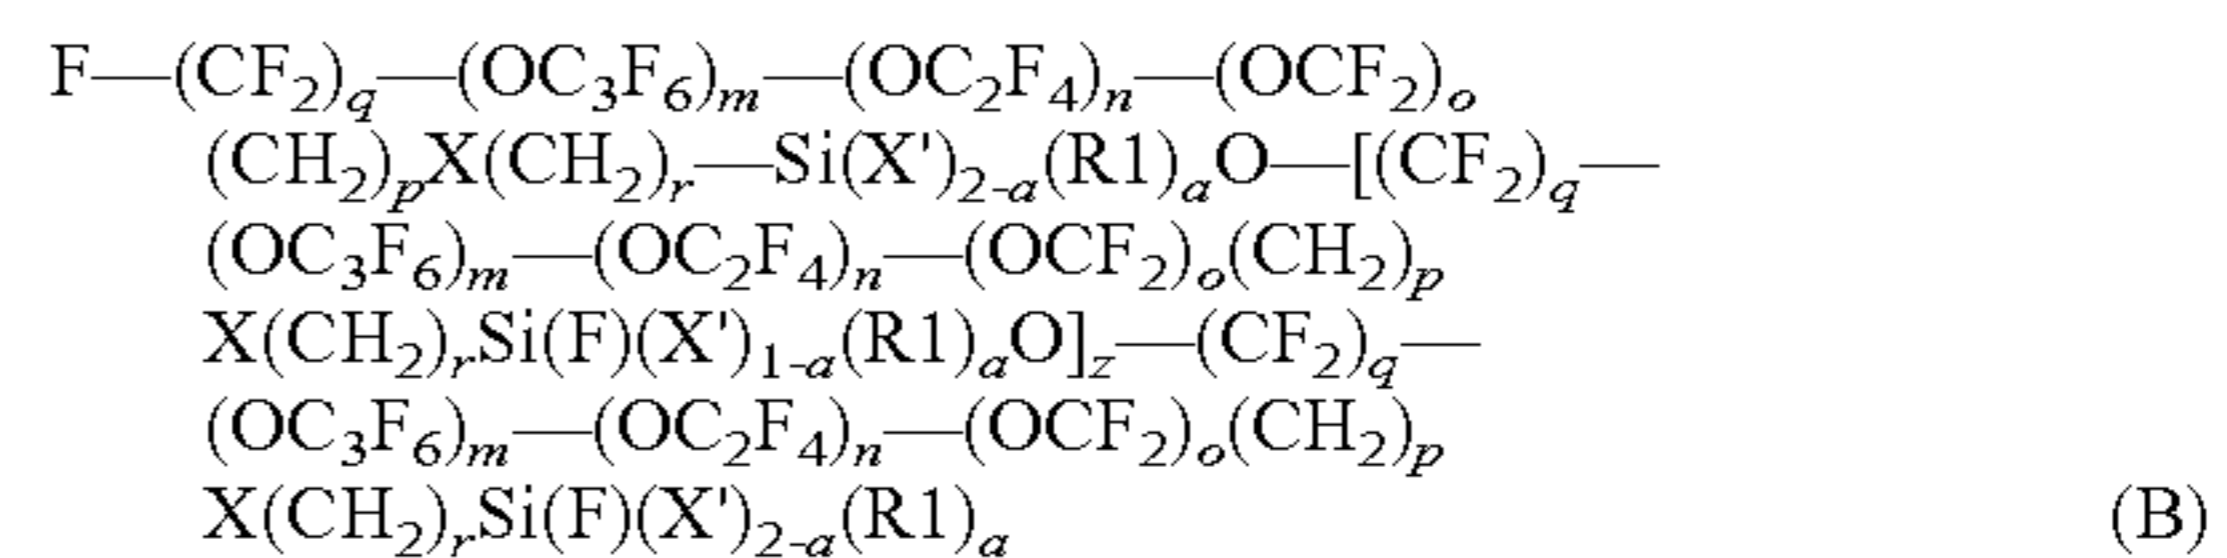 F—(CF₂)q—(OC₃F₆)m—(OC₂F₄)n—(OCF₂)o
(CH₂)pX(CH₂)r—Si(X')2-a(R1)aO—[(CF₂)q—
(OC₃F₆)m—(OC₂F₄)n—(OCF₂)o(CH₂)p
X(CH₂)rSi(F)(X')1-a(R1)aO]z—(CF₂)q—
(OC₃F₆)m—(OC₂F₄)n—(OCF₂)o(CH₂)p
X(CH₂)rSi(F)(X')2-a(R1)a (B)